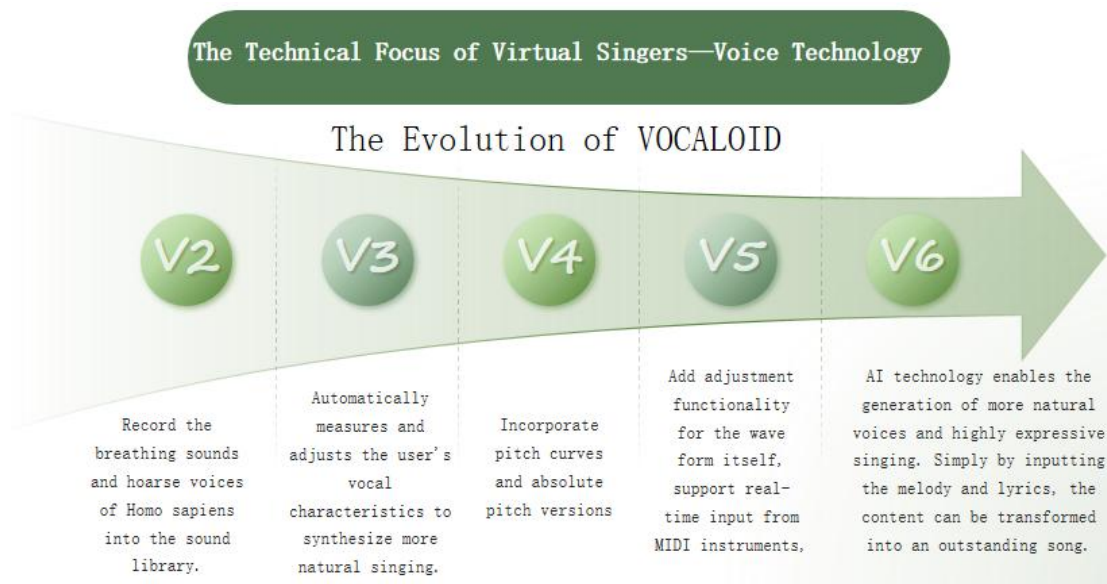 The Technical Focus of Virtual Singers—Voice Technology
The Evolution of VOCALOID
V2
V3
V4
V5
V6
Record the
breathing sounds
and hoarse voices
of Homo sapiens
into the sound
library.
Automatically
measures and
adjusts the user's
vocal
characteristics to
synthesize more
natural singing.
Incorporate
pitch curves
and absolute
pitch versions
Add adjustment
functionality
for the wave
form itself,
support real-
time input from
MIDI instruments,
AI technology enables the
generation of more natural
voices and highly expressive
singing. Simply by inputting
the melody and lyrics, the
content can be transformed
into an outstanding song.